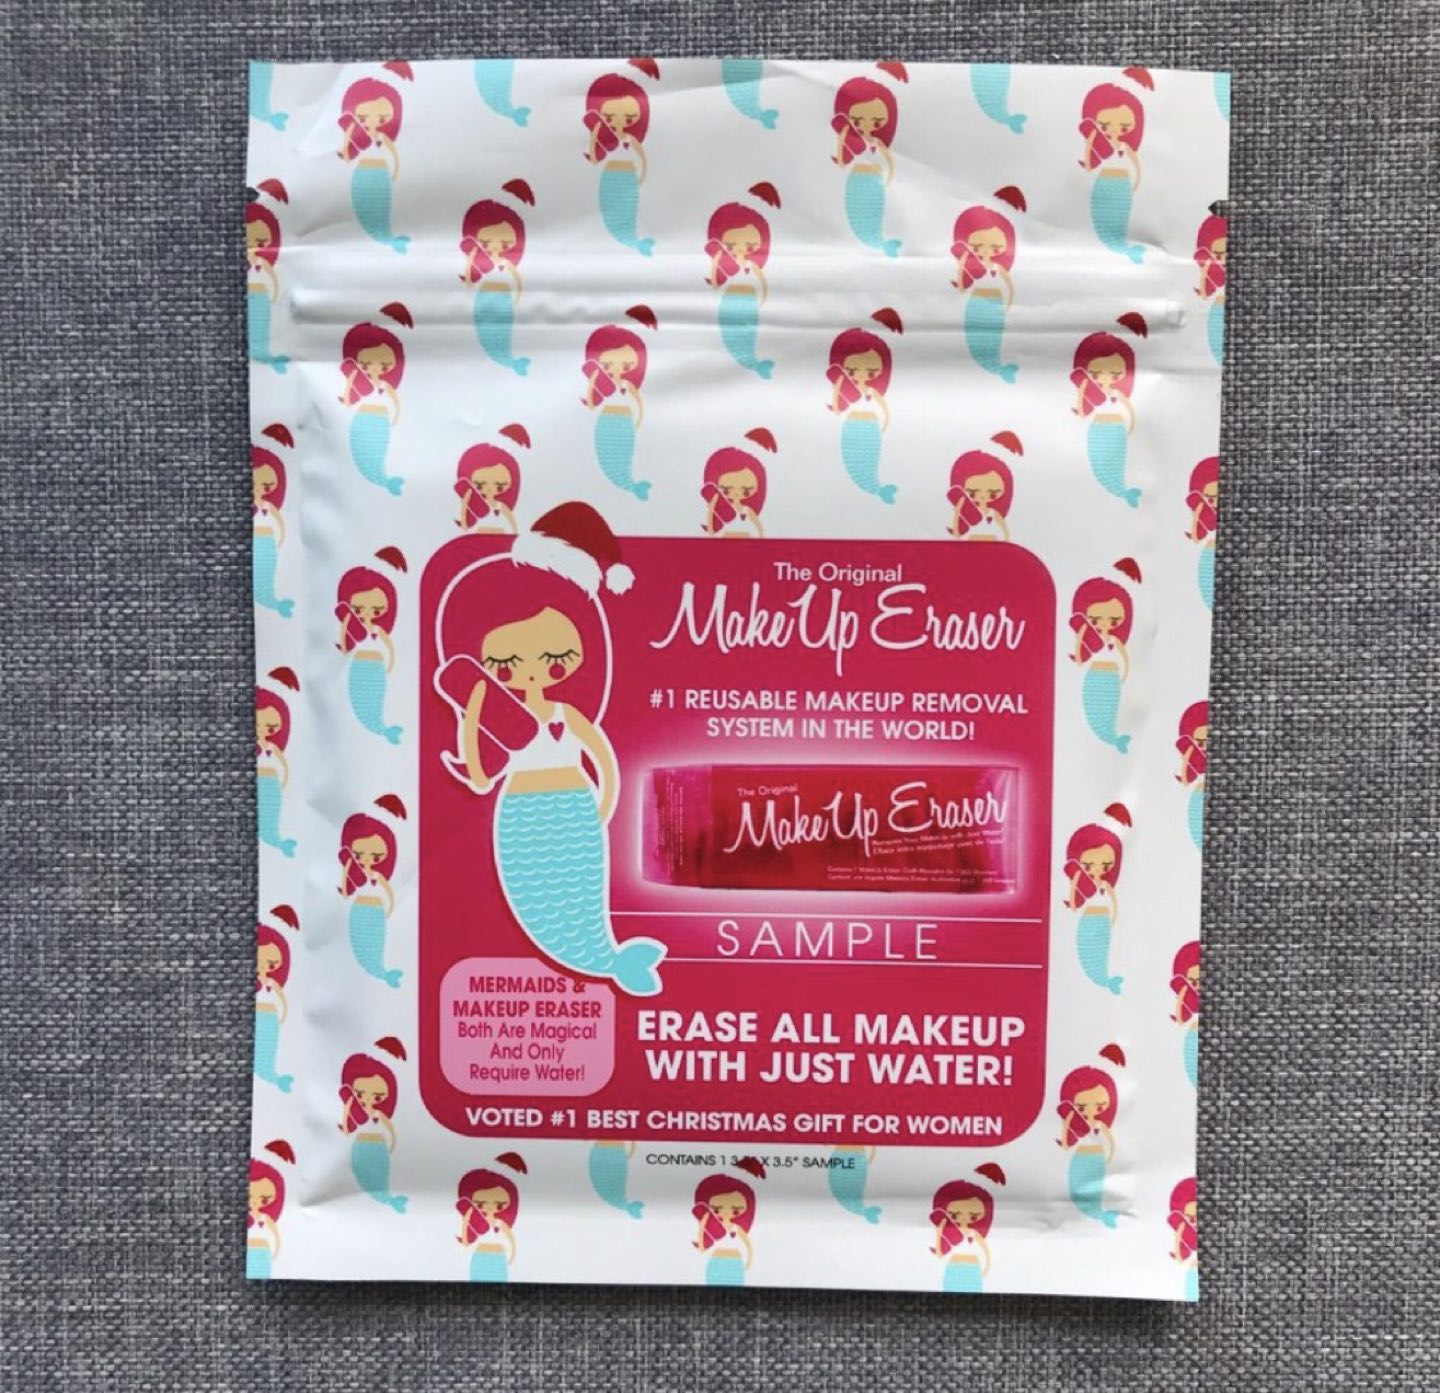 The Original
MakeUp Eraser
#1 REUSABLE MAKEUP REMOVAL
SYSTEM IN THE WORLD!
The Original
MakeUp Eraser
SAMPLE
MERMAIDS &
MAKEUP ERASER
Both Are Magical
And Only
Require Water!
ERASE ALL MAKEUP
WITH JUST WATER!
VOTED #1 BEST CHRISTMAS GIFT FOR WOMEN
CONTAINS 1 X 3.5" SAMPLE